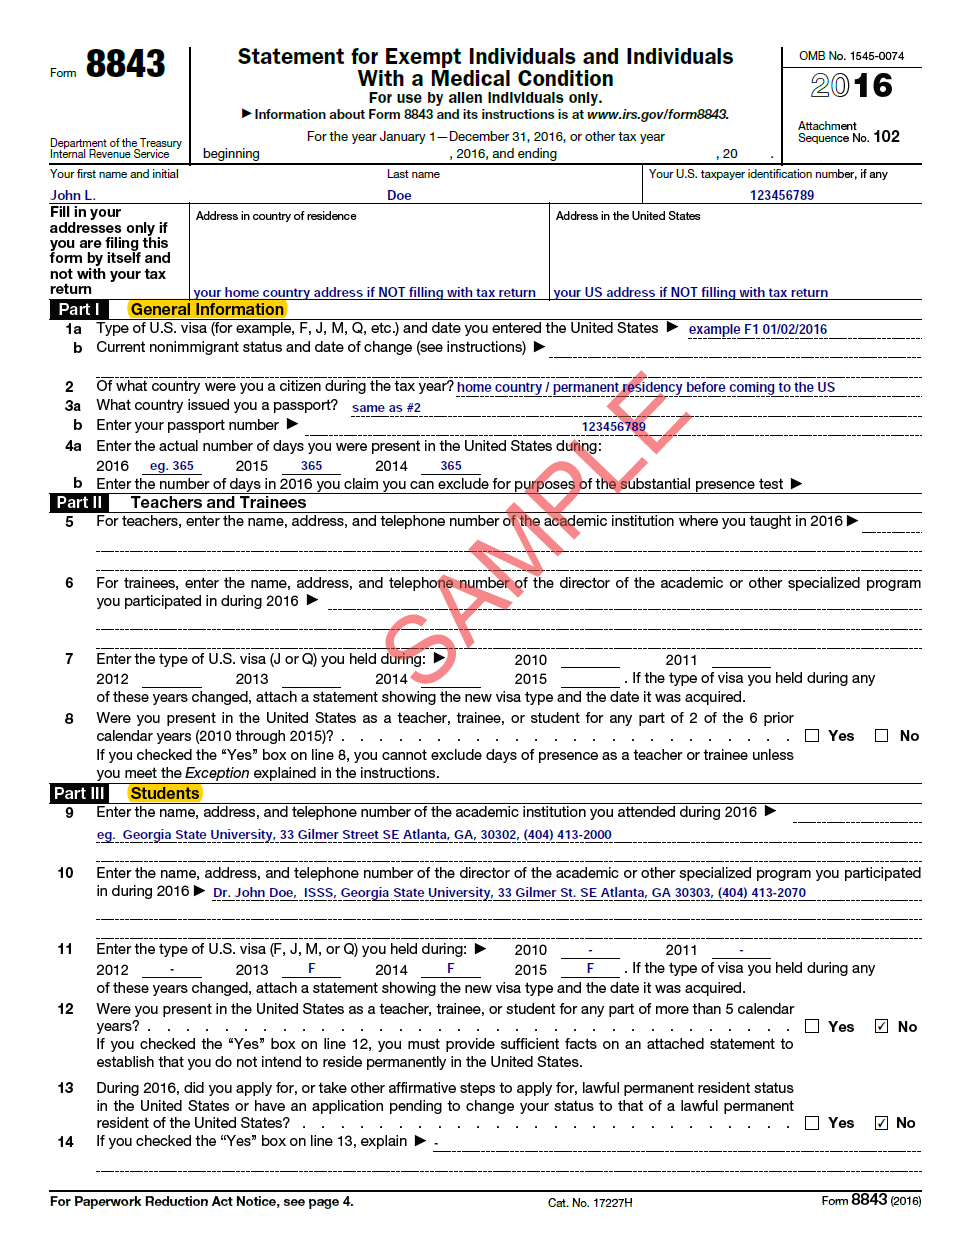 Form 8843
Department of the Treasury
Internal Revenue Service
Statement for Exempt Individuals and Individuals
With a Medical Condition
For use by alien individuals only.
▶ Information about Form 8843 and its instructions is at www.irs.gov/form8843.
For the year January 1—December 31, 2016, or other tax year
beginning , 2016, and ending , 20 .
OMB No. 1545-0074
2016
Attachment
Sequence No. 102
Your first name and initial Last name Your U.S. taxpayer identification number, if any
John L. Doe 123456789
Fill in your
addresses only if
you are filing this
form by itself and
not with your tax
return
Address in country of residence
your home country address if NOT filling with tax return
Address in the United States
your US address if NOT filling with tax return
Part I General Information
1a Type of U.S. visa (for example, F, J, M, Q, etc.) and date you entered the United States ▶ example F1 01/02/2016
b Current nonimmigrant status and date of change (see instructions) ▶
2 Of what country were you a citizen during the tax year? home country / permanent residency before coming to the US
3a What country issued you a passport? same as #2
b Enter your passport number ▶ 123456789
4a Enter the actual number of days you were present in the United States during:
2016 eg. 365 2015 365 2014 365
b Enter the number of days in 2016 you claim you can exclude for purposes of the substantial presence test ▶
Part II Teachers and Trainees
5 For teachers, enter the name, address, and telephone number of the academic institution where you taught in 2016 ▶
6 For trainees, enter the name, address, and telephone number of the director of the academic or other specialized program
you participated in during 2016 ▶
7 Enter the type of U.S. visa (J or Q) you held during: ▶ 2010 2011
2012 2013 2014 2015 . If the type of visa you held during any
of these years changed, attach a statement showing the new visa type and the date it was acquired.
8 Were you present in the United States as a teacher, trainee, or student for any part of 2 of the 6 prior
calendar years (2010 through 2015)? . . . . . . . . . . . . . . . . . . . . . . ☐ Yes ☐ No
If you checked the “Yes” box on line 8, you cannot exclude days of presence as a teacher or trainee unless
you meet the Exception explained in the instructions.
Part III Students
9 Enter the name, address, and telephone number of the academic institution you attended during 2016 ▶
eg. Georgia State University, 33 Gilmer Street SE Atlanta, GA, 30302, (404) 413-2000
10 Enter the name, address, and telephone number of the director of the academic or other specialized program you participated
in during 2016 ▶ Dr. John Doe, ISSS, Georgia State University, 33 Gilmer St. SE Atlanta, GA 30303, (404) 413-2070
11 Enter the type of U.S. visa (F, J, M, or Q) you held during: ▶ 2010 - 2011 -
2012 - 2013 F 2014 F 2015 F . If the type of visa you held during any
of these years changed, attach a statement showing the new visa type and the date it was acquired.
12 Were you present in the United States as a teacher, trainee, or student for any part of more than 5 calendar
years? . . . . . . . . . . . . . . . . . . . . . . . . . . . . . . ☐ Yes ☑ No
If you checked the “Yes” box on line 12, you must provide sufficient facts on an attached statement to
establish that you do not intend to reside permanently in the United States.
13 During 2016, did you apply for, or take other affirmative steps to apply for, lawful permanent resident status
in the United States or have an application pending to change your status to that of a lawful permanent
resident of the United States? . . . . . . . . . . . . . . . . . . . . . . . . ☐ Yes ☑ No
14 If you checked the “Yes” box on line 13, explain ▶ -
For Paperwork Reduction Act Notice, see page 4. Cat. No. 17227H Form 8843 (2016)
SAMPLE